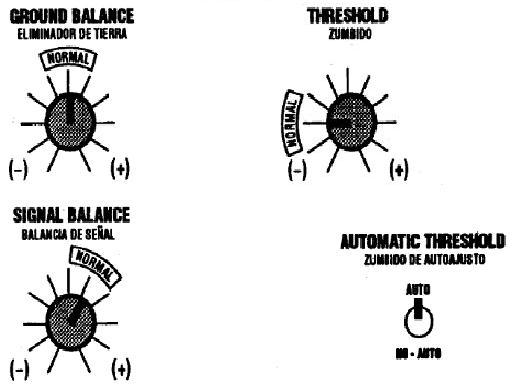 GROUND BALANCE
ELIMINADOR DE TIERRA
NORMAL
(-) (+)
THRESHOLD
ZUMBIDO
NORMAL
(-) (+)
SIGNAL BALANCE
BALANCIA DE SEÑAL
NORMAL
(-) (+)
AUTOMATIC THRESHOLD
ZUMBIDO DE AUTOAJUSTO
AUTO
NO - AUTO